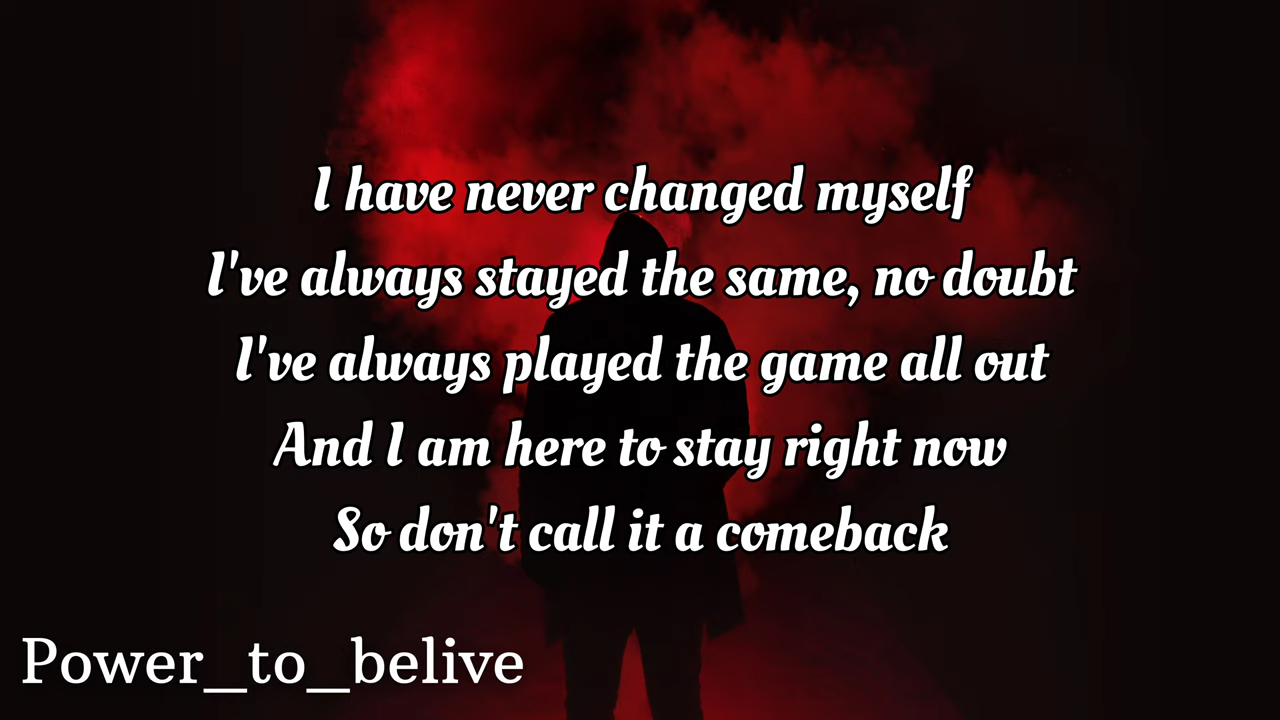 I have never changed myself
I've always stayed the same, no doubt
I've always played the game all out
And I am here to stay right now
So don't call it a comeback
Power_to_belive